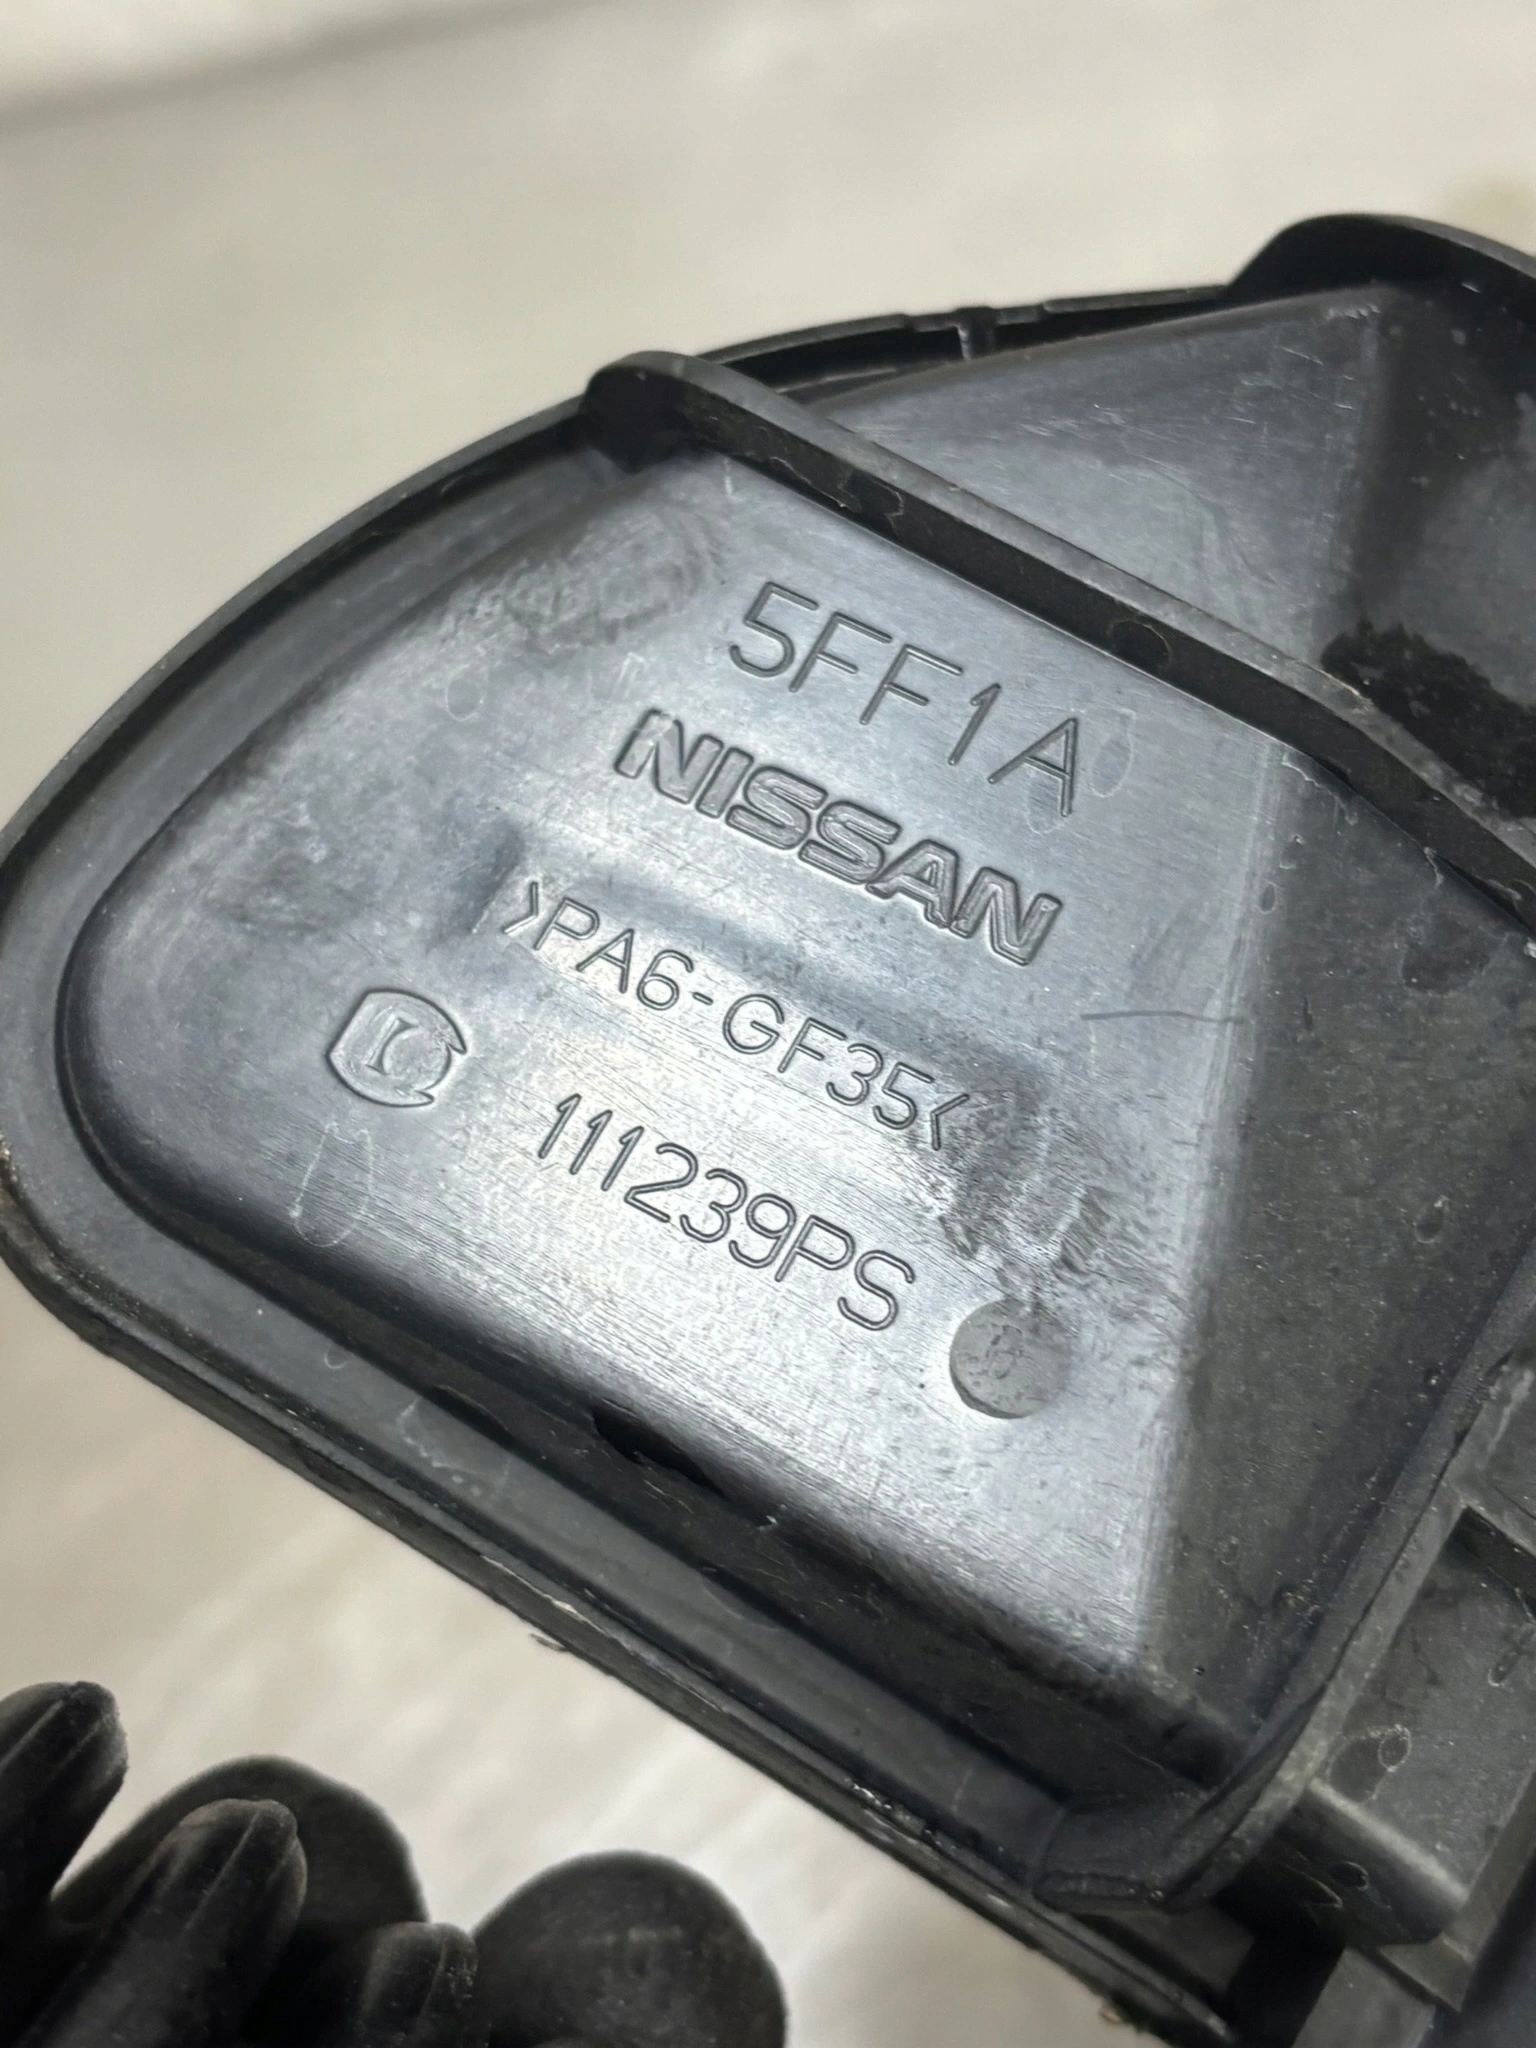 5FF1A
NISSAN
>PA6-GF35<
111239PS